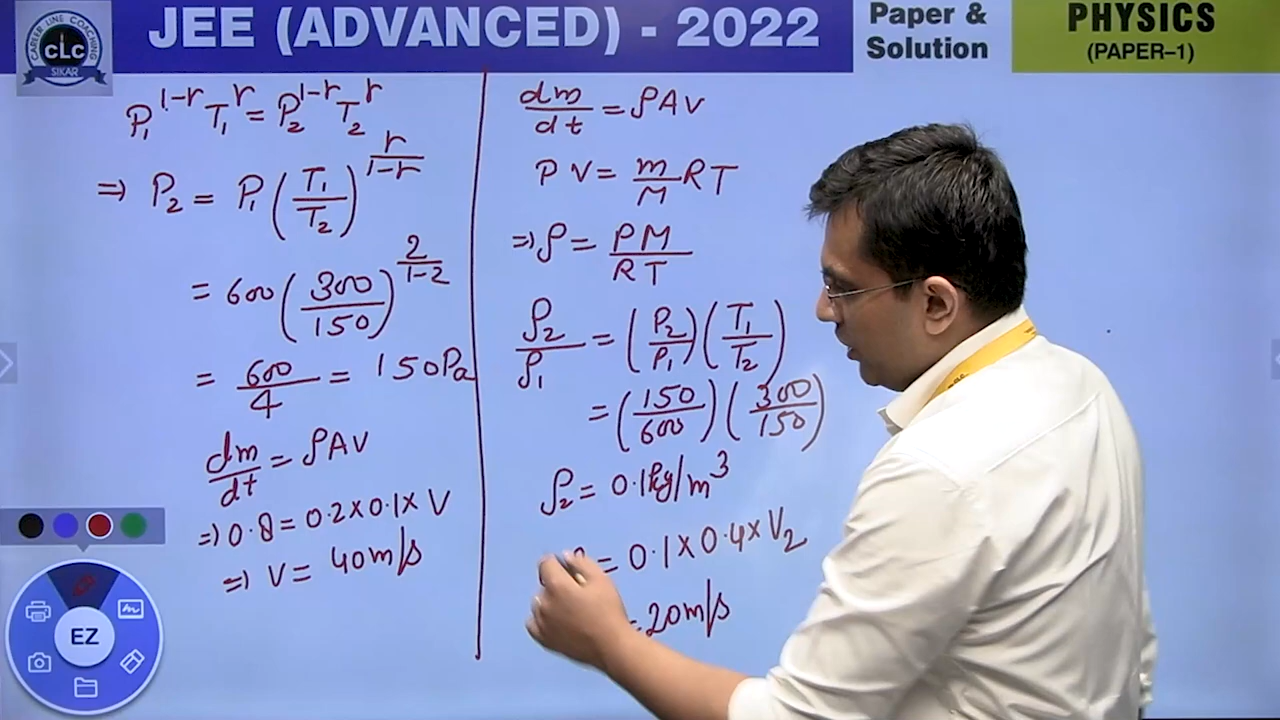 CAREER LINE COACHING
CLC
SIKAR
JEE (ADVANCED) - 2022
Paper &
Solution
PHYSICS
(PAPER–1)
P₁^(1-r) T₁^r = P₂^(1-r) T₂^r
⇒ P₂ = P₁ (T₁/T₂)^(r/(1-r))
= 600 (300/150)^(2/(1-2))
= 600/4 = 150Pa
dm/dt = ρAV
⇒ 0.8 = 0.2×0.1×V
⇒ V = 40m/s
dm/dt = ρAV
PV = m/M RT
⇒ ρ = PM/RT
ρ₂/ρ₁ = (P₂/P₁)(T₁/T₂)
= (150/600)(300/150)
ρ₂ = 0.1kg/m³
= 0.1×0.4×V₂
=20m/s
EZ